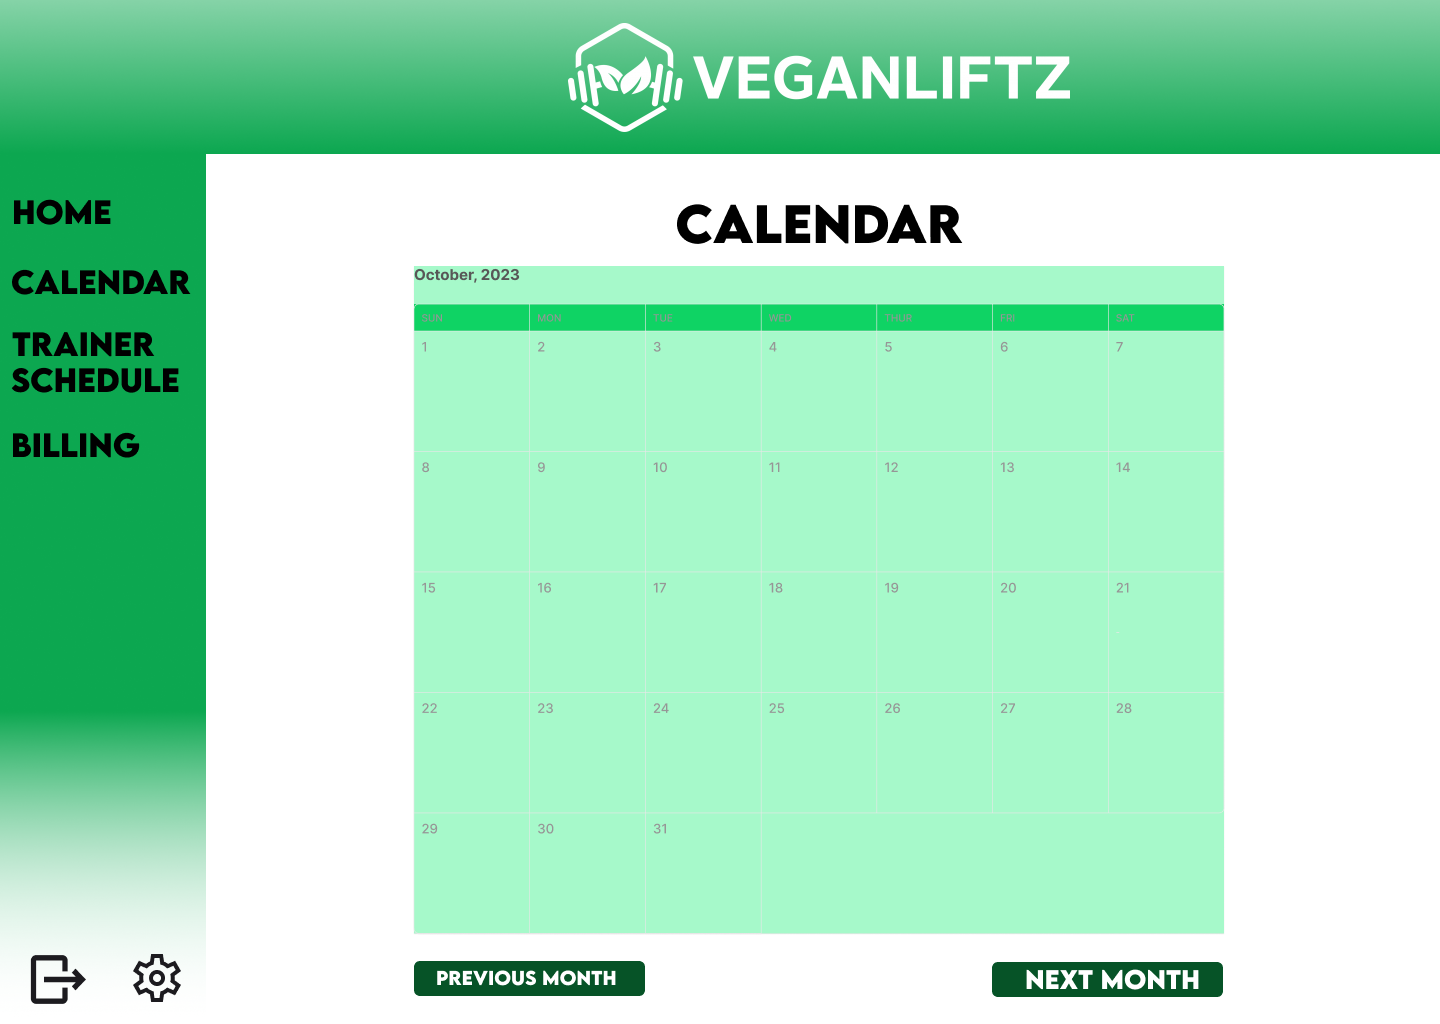 VEGANLIFTZ
HOME
CALENDAR
TRAINER
SCHEDULE
BILLING
CALENDAR
October, 2023
SUN MON TUE WED THUR FRI SAT
1 2 3 4 5 6 7
8 9 10 11 12 13 14
15 16 17 18 19 20 21
22 23 24 25 26 27 28
29 30 31
PREVIOUS MONTH
NEXT MONTH